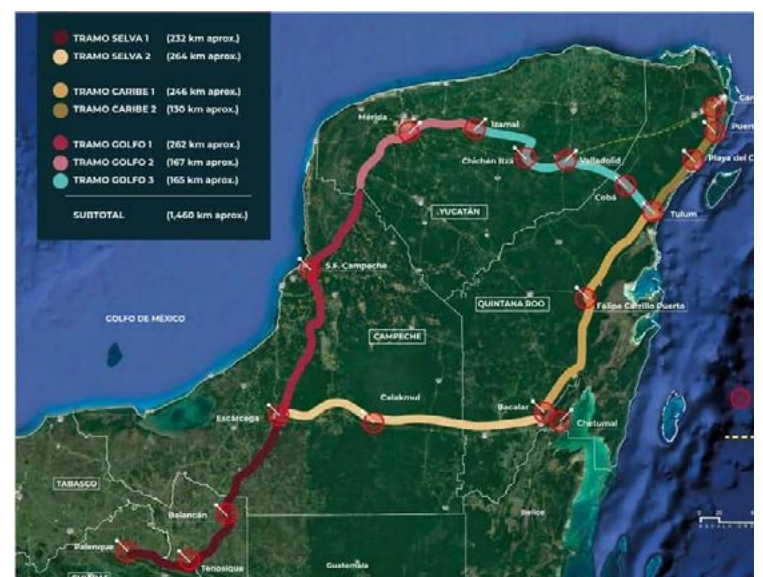 TRAMO SELVA 1 (232 km aprox.)
TRAMO SELVA 2 (264 km aprox.)
TRAMO CARIBE 1 (246 km aprox.)
TRAMO CARIBE 2 (130 km aprox.)
TRAMO GOLFO 1 (262 km aprox.)
TRAMO GOLFO 2 (167 km aprox.)
TRAMO GOLFO 3 (165 km aprox.)
SUBTOTAL (1,460 km aprox.)
Can
Mérida
Izamal
Puert
Chichén Itzá
Valladolid
Playa del C
Cobá
YUCATÁN
Tulum
S.F. Campeche
QUINTANA ROO
Felipe Carrillo Puerto
GOLFO DE MÉXICO
CAMPECHE
Calakmul
Bacalar
Escárcega
Chetumal
TABASCO
Balancán
Belice
Palenque
Tenosique
Guatemala